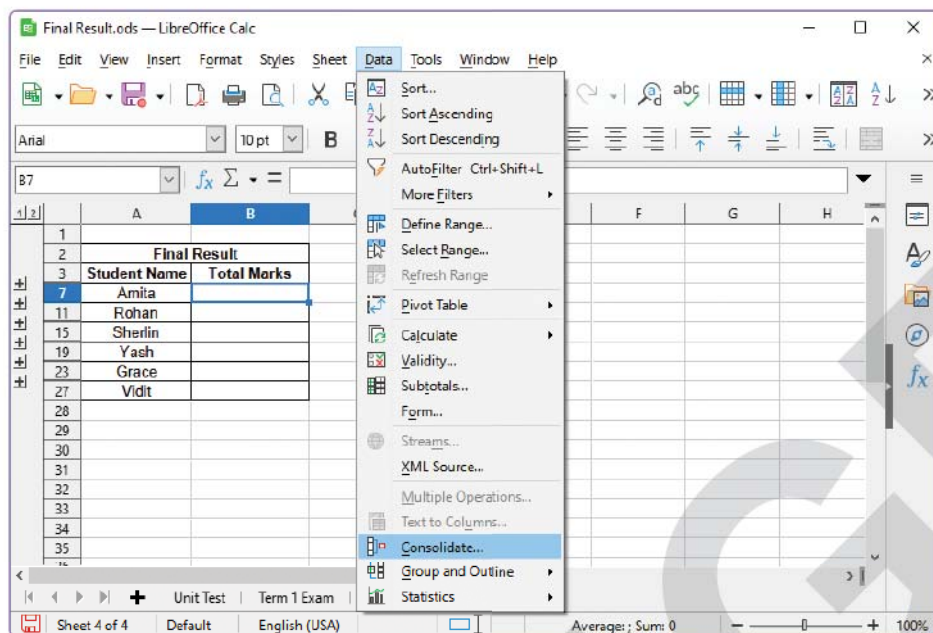 Final Result.ods — LibreOffice Calc
File Edit View Insert Format Styles Sheet Data Tools Window Help
Arial 10 pt B
B7 fx Σ =
1 2 A B F G H
1
2 Final Result
3 Student Name Total Marks
7 Amita
11 Rohan
15 Sherlin
19 Yash
23 Grace
27 Vidit
28
29
30
31
32
33
34
35
Sort...
Sort Ascending
Sort Descending
AutoFilter Ctrl+Shift+L
More Filters
Define Range...
Select Range...
Refresh Range
Pivot Table
Calculate
Validity...
Subtotals...
Form...
Streams...
XML Source...
Multiple Operations...
Text to Columns...
Consolidate...
Group and Outline
Statistics
Unit Test Term 1 Exam
Sheet 4 of 4 Default English (USA) Average: ; Sum: 0 100%